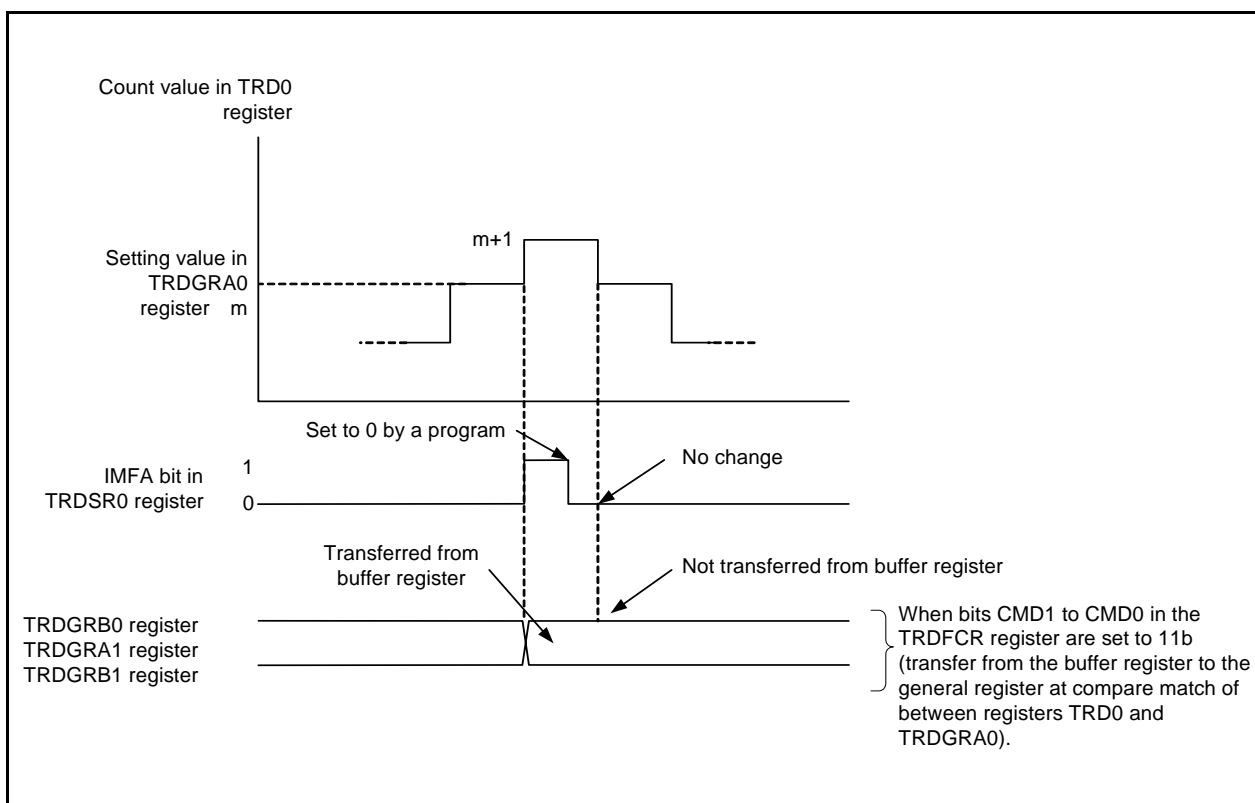 Count value in TRD0
register
m+1
Setting value in
TRDGRA0
register m
Set to 0 by a program
No change
IMFA bit in
TRDSR0 register
1
0
Transferred from
buffer register
Not transferred from buffer register
TRDGRB0 register
TRDGRA1 register
TRDGRB1 register
When bits CMD1 to CMD0 in the
TRDFCR register are set to 11b
(transfer from the buffer register to the
general register at compare match of
between registers TRD0 and
TRDGRA0).